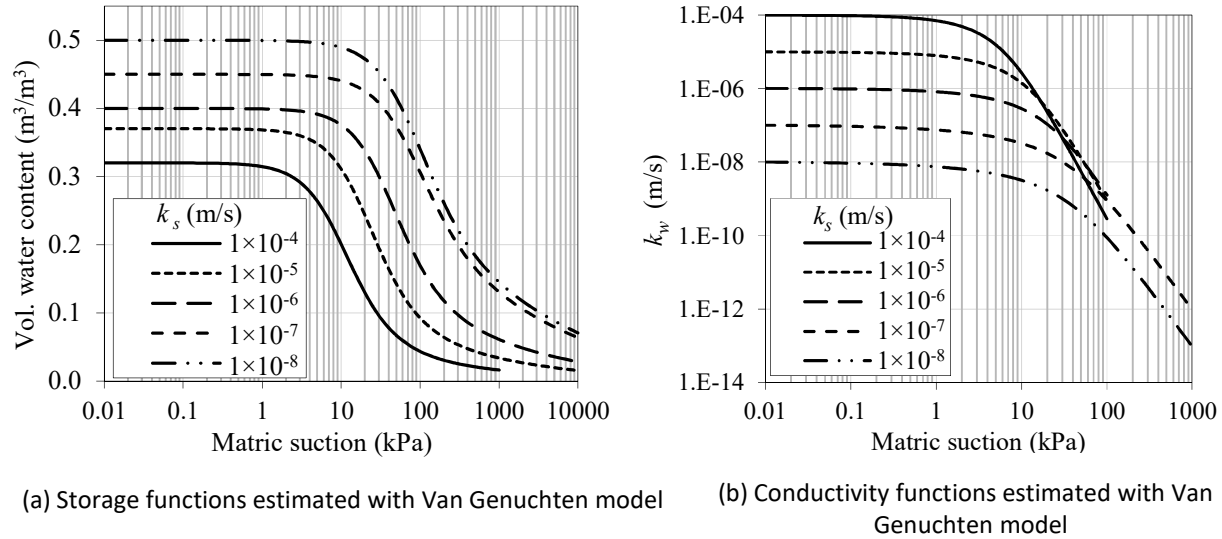 0.5
0.4
0.3
0.2
0.1
0.0
Vol. water content (m³/m³)
k_s (m/s)
1×10⁻⁴
1×10⁻⁵
1×10⁻⁶
1×10⁻⁷
1×10⁻⁸
0.01 0.1 1 10 100 1000 10000
Matric suction (kPa)
(a) Storage functions estimated with Van Genuchten model
1.E-04
1.E-06
1.E-08
1.E-10
1.E-12
1.E-14
k_w (m/s)
k_s (m/s)
1×10⁻⁴
1×10⁻⁵
1×10⁻⁶
1×10⁻⁷
1×10⁻⁸
0.01 0.1 1 10 100 1000
Matric suction (kPa)
(b) Conductivity functions estimated with Van
Genuchten model